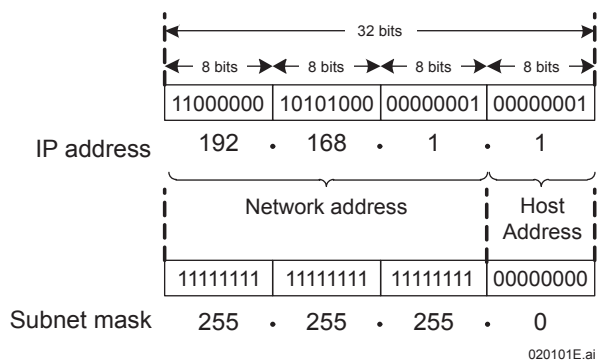 32 bits
8 bits 8 bits 8 bits 8 bits
11000000 10101000 00000001 00000001
IP address 192 . 168 . 1 . 1
Network address Host
Address
11111111 11111111 11111111 00000000
Subnet mask 255 . 255 . 255 . 0
020101E.ai